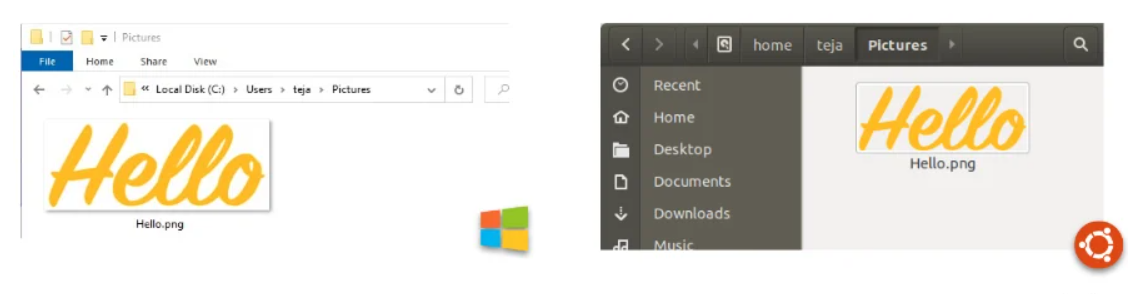 Pictures
File Home Share View
« Local Disk (C:) > Users > teja > Pictures
Hello
Hello.png
home teja Pictures
Recent
Home
Desktop
Documents
Downloads
Music
Hello
Hello.png